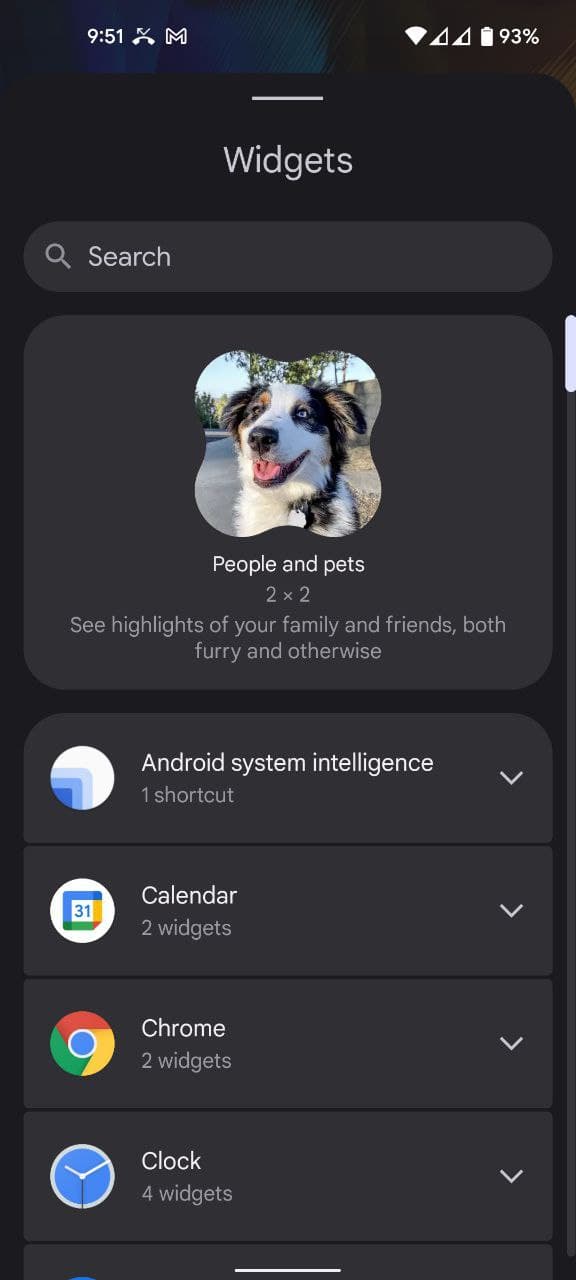 9:51 93%
Widgets
Search
People and pets
2 × 2
See highlights of your family and friends, both
furry and otherwise
Android system intelligence
1 shortcut
31
Calendar
2 widgets
Chrome
2 widgets
Clock
4 widgets